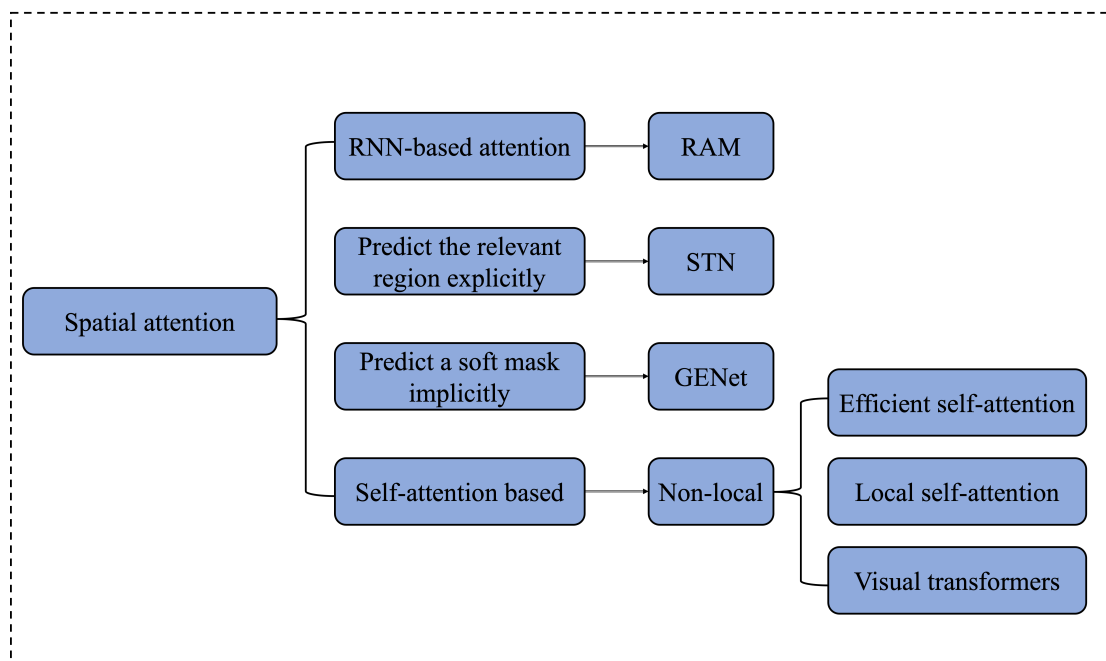 RNN-based attention
RAM
Predict the relevant
region explicitly
STN
Spatial attention
Predict a soft mask
implicitly
GENet
Efficient self-attention
Self-attention based
Non-local
Local self-attention
Visual transformers